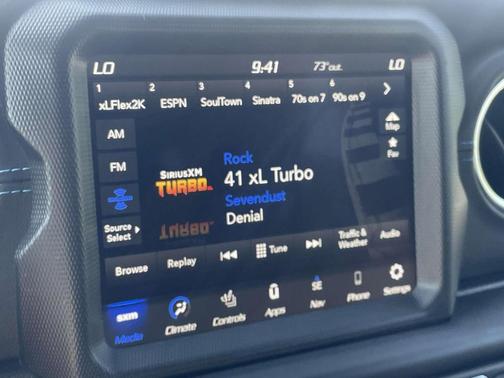 LO 9:41 73°out. LO
1 2 3 4 5 6
xLFlex2K ESPN SoulTown Sinatra 70s on 7 90s on 9
AM
Map
FM
Fav
Rock
SIRIUSXM
TURBO
41 xL Turbo
Sevendust
Denial
Source
Select
Browse Replay Tune Traffic & Weather Audio
sxm SE
Media Climate Controls Apps Nav Phone Settings